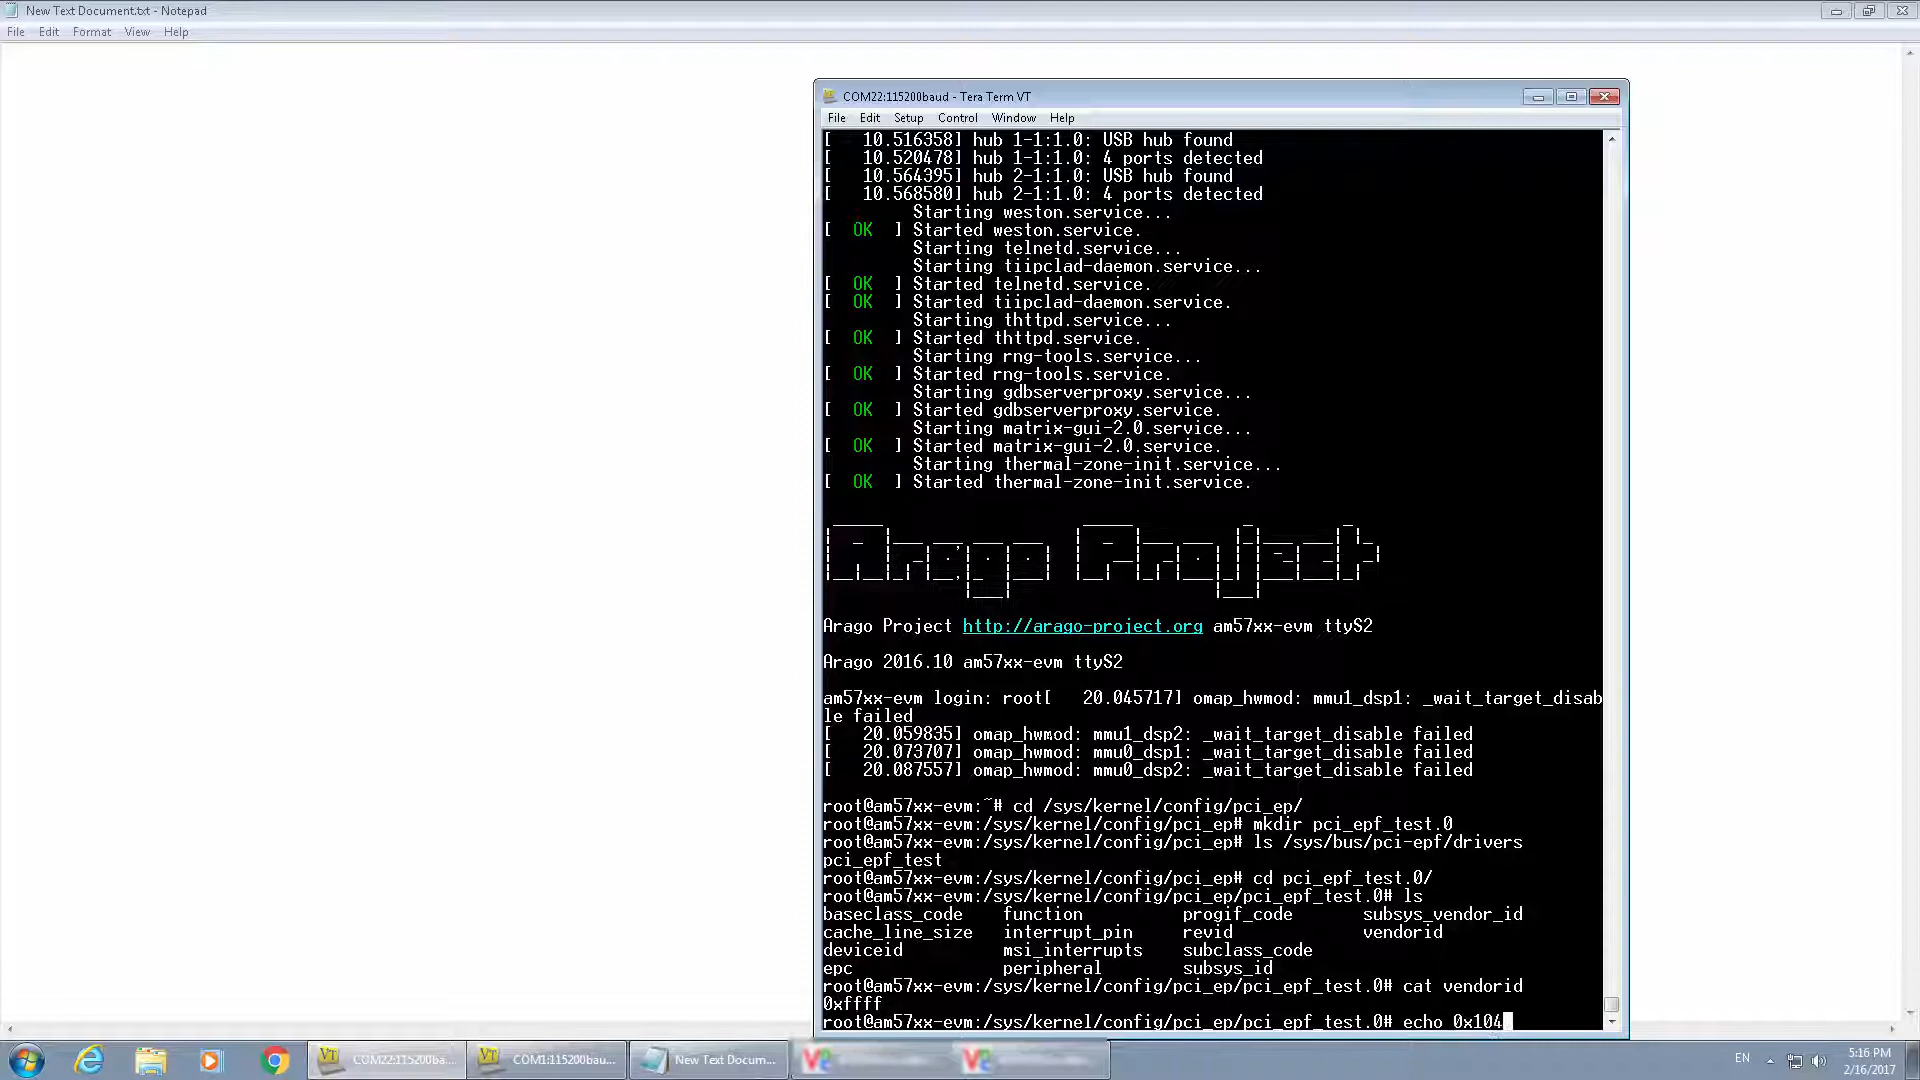 New Text Document.txt - Notepad
File Edit Format View Help
COM22:115200baud - Tera Term VT
File Edit Setup Control Window Help
[   10.516358] hub 1-1:1.0: USB hub found
[   10.520478] hub 1-1:1.0: 4 ports detected
[   10.564395] hub 2-1:1.0: USB hub found
[   10.568580] hub 2-1:1.0: 4 ports detected
Starting weston.service...
[  OK  ] Started weston.service.
Starting telnetd.service...
Starting tiipclad-daemon.service...
[  OK  ] Started telnetd.service.
[  OK  ] Started tiipclad-daemon.service.
Starting thttpd.service...
[  OK  ] Started thttpd.service.
Starting rng-tools.service...
[  OK  ] Started rng-tools.service.
Starting gdbserverproxy.service...
[  OK  ] Started gdbserverproxy.service.
Starting matrix-gui-2.0.service...
[  OK  ] Started matrix-gui-2.0.service.
Starting thermal-zone-init.service...
[  OK  ] Started thermal-zone-init.service.
Arago Project
Arago Project http://arago-project.org am57xx-evm ttyS2
Arago 2016.10 am57xx-evm ttyS2
am57xx-evm login: root[   20.045717] omap_hwmod: mmu1_dsp1: _wait_target_disab
le failed
[   20.059835] omap_hwmod: mmu1_dsp2: _wait_target_disable failed
[   20.073707] omap_hwmod: mmu0_dsp1: _wait_target_disable failed
[   20.087557] omap_hwmod: mmu0_dsp2: _wait_target_disable failed
root@am57xx-evm:~# cd /sys/kernel/config/pci_ep/
root@am57xx-evm:/sys/kernel/config/pci_ep# mkdir pci_epf_test.0
root@am57xx-evm:/sys/kernel/config/pci_ep# ls /sys/bus/pci-epf/drivers
pci_epf_test
root@am57xx-evm:/sys/kernel/config/pci_ep# cd pci_epf_test.0/
root@am57xx-evm:/sys/kernel/config/pci_ep/pci_epf_test.0# ls
baseclass_code function progif_code subsys_vendor_id
cache_line_size interrupt_pin revid vendorid
deviceid msi_interrupts subclass_code
epc peripheral subsys_id
root@am57xx-evm:/sys/kernel/config/pci_ep/pci_epf_test.0# cat vendorid
0xffff
root@am57xx-evm:/sys/kernel/config/pci_ep/pci_epf_test.0# echo 0x104
COM22:115200ba... COM1:115200bau... New Text Docum... EN 5:16 PM
2/16/2017